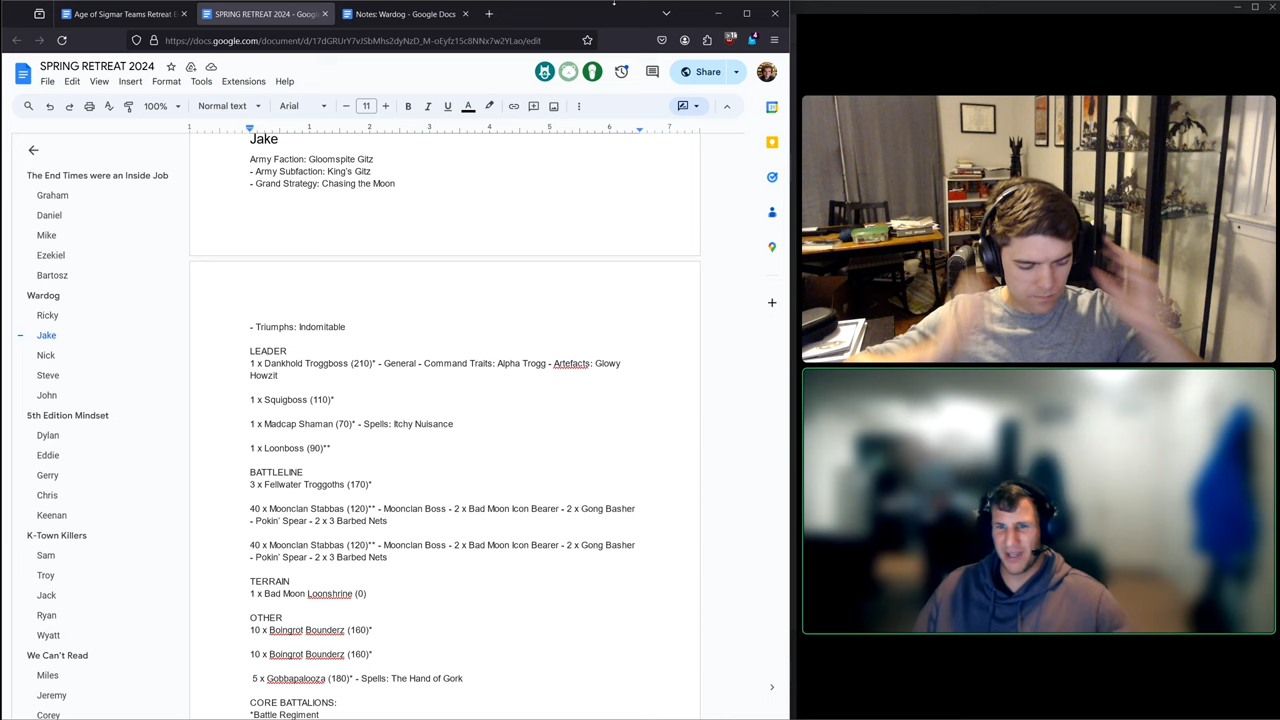 Age of Sigmar Teams Retreat E
SPRING RETREAT 2024 - Googl
Notes: Wardog - Google Docs
https://docs.google.com/document/d/17dGRUrY7vJSbMhs2dyNzD_M-oEyfz15c8NNx7w2YLao/edit
SPRING RETREAT 2024
Share
File Edit View Insert Format Tools Extensions Help
100% Normal text Arial 11
1 1 2 3 4 5 6 7
The End Times were an Inside Job
Graham
Daniel
Mike
Ezekiel
Bartosz
Wardog
Ricky
Jake
Nick
Steve
John
5th Edition Mindset
Dylan
Eddie
Gerry
Chris
Keenan
K-Town Killers
Sam
Troy
Jack
Ryan
Wyatt
We Can't Read
Miles
Jeremy
Corey
Jake
Army Faction: Gloomspite Gitz
- Army Subfaction: King's Gitz
- Grand Strategy: Chasing the Moon
- Triumphs: Indomitable
LEADER
1 x Dankhold Troggboss (210)* - General - Command Traits: Alpha Trogg - Artefacts: Glowy
Howzit
1 x Squigboss (110)*
1 x Madcap Shaman (70)* - Spells: Itchy Nuisance
1 x Loonboss (90)**
BATTLELINE
3 x Fellwater Troggoths (170)*
40 x Moonclan Stabbas (120)** - Moonclan Boss - 2 x Bad Moon Icon Bearer - 2 x Gong Basher
- Pokin' Spear - 2 x 3 Barbed Nets
40 x Moonclan Stabbas (120)** - Moonclan Boss - 2 x Bad Moon Icon Bearer - 2 x Gong Basher
- Pokin' Spear - 2 x 3 Barbed Nets
TERRAIN
1 x Bad Moon Loonshrine (0)
OTHER
10 x Boingrot Bounderz (160)*
10 x Boingrot Bounderz (160)*
5 x Gobbapalooza (180)* - Spells: The Hand of Gork
CORE BATTALIONS:
*Battle Regiment